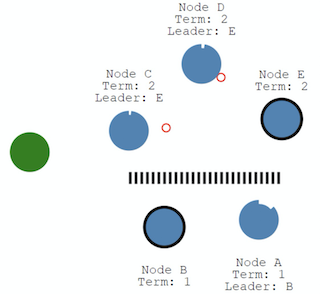 Node D
Term: 2
Leader: E
Node C
Term: 2
Leader: E
Node E
Term: 2
Node B
Term: 1
Node A
Term: 1
Leader: B